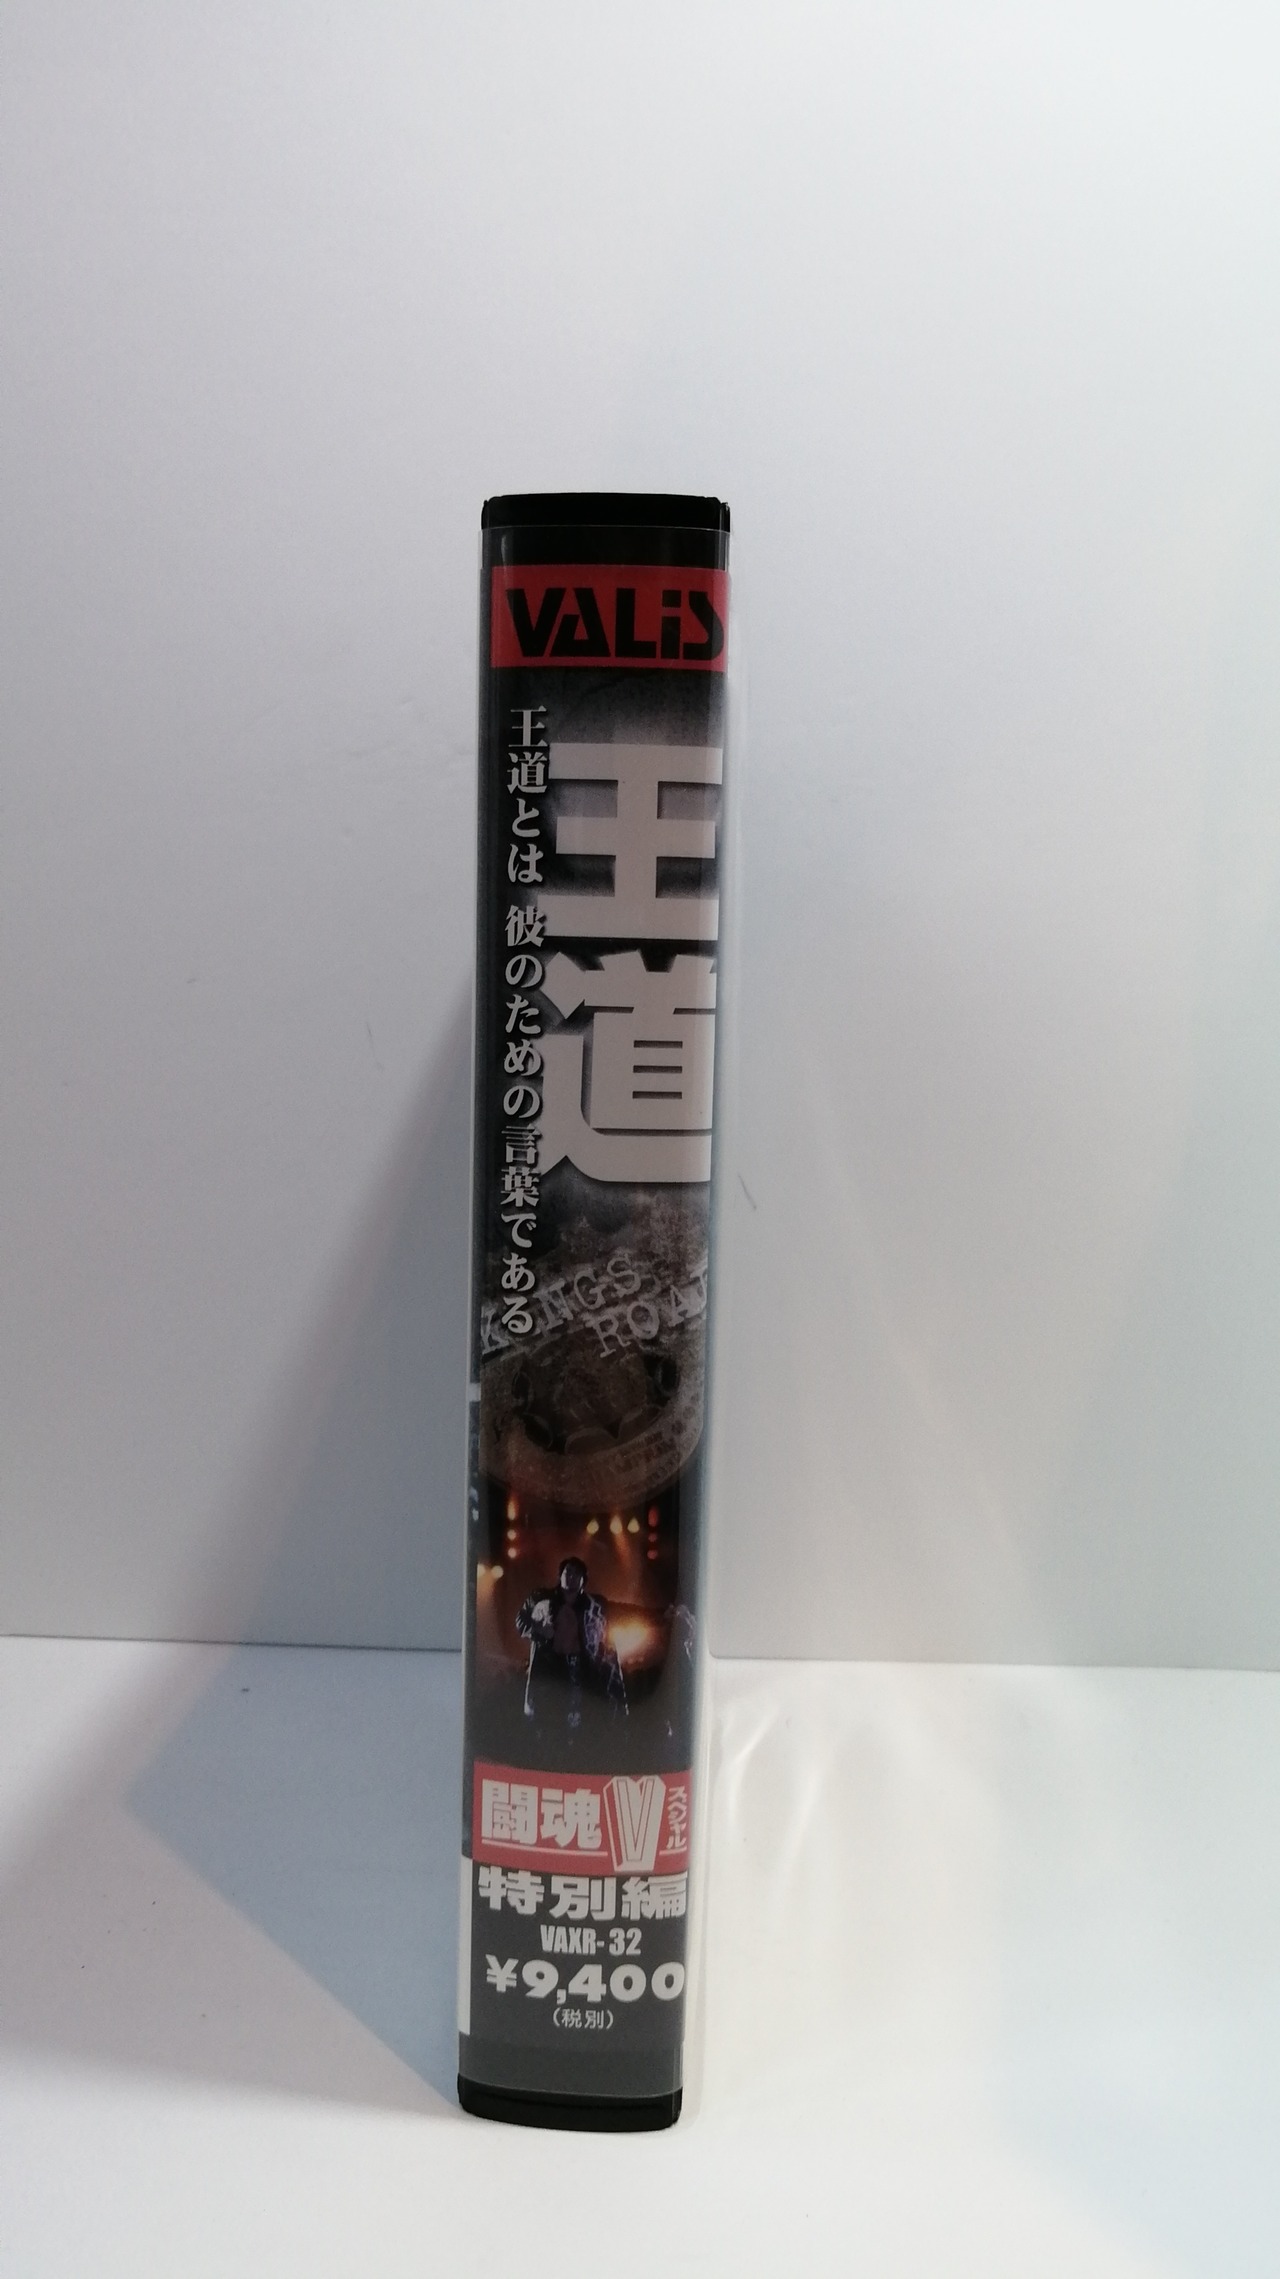 VALiS
王道
王道とは 彼のための言葉である
KINGS
ROAD
闘魂V
スペシャル
特別編
VAXR-32
¥9,400
(税別)